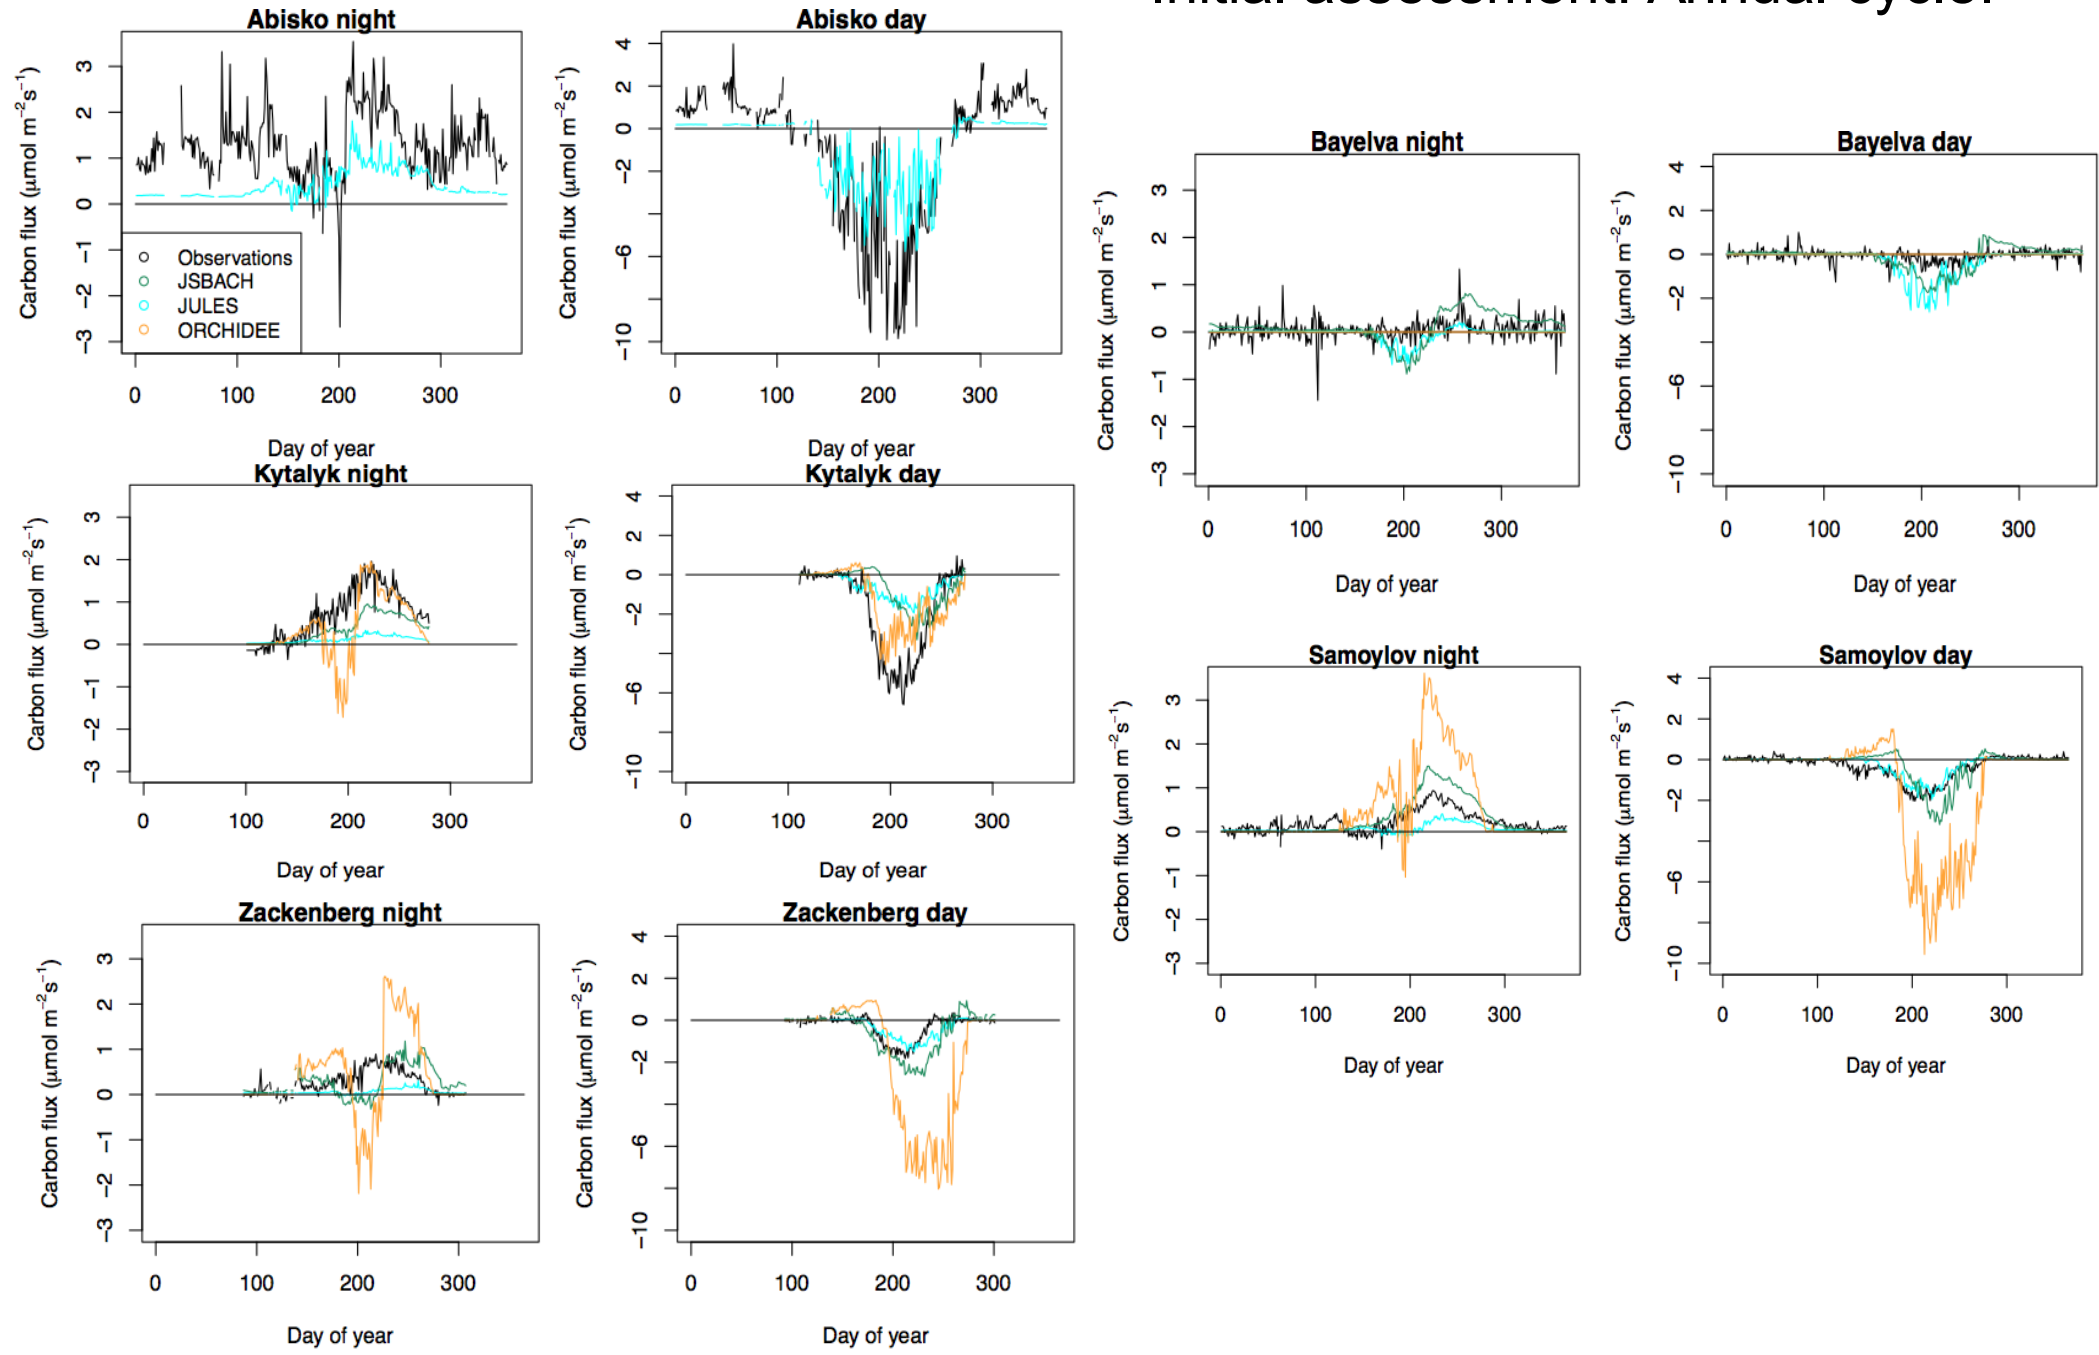 Initial assessment: Annual cycle:
Abisko night
Carbon flux (μmol m⁻²s⁻¹)
3
2
1
0
−1
−2
−3
Observations
JSBACH
JULES
ORCHIDEE
0 100 200 300
Day of year
Abisko day
Carbon flux (μmol m⁻²s⁻¹)
4
2
0
−2
−6
−10
0 100 200 300
Day of year
Bayelva night
Carbon flux (μmol m⁻²s⁻¹)
3
2
1
0
−1
−2
−3
0 100 200 300
Day of year
Bayelva day
Carbon flux (μmol m⁻²s⁻¹)
4
2
0
−2
−6
−10
0 100 200 300
Day of year
Kytalyk night
Carbon flux (μmol m⁻²s⁻¹)
3
2
1
0
−1
−2
−3
0 100 200 300
Day of year
Kytalyk day
Carbon flux (μmol m⁻²s⁻¹)
4
2
0
−2
−6
−10
0 100 200 300
Day of year
Samoylov night
Carbon flux (μmol m⁻²s⁻¹)
3
2
1
0
−1
−2
−3
0 100 200 300
Day of year
Samoylov day
Carbon flux (μmol m⁻²s⁻¹)
4
2
0
−2
−6
−10
0 100 200 300
Day of year
Zackenberg night
Carbon flux (μmol m⁻²s⁻¹)
3
2
1
0
−1
−2
−3
0 100 200 300
Day of year
Zackenberg day
Carbon flux (μmol m⁻²s⁻¹)
4
2
0
−2
−6
−10
0 100 200 300
Day of year